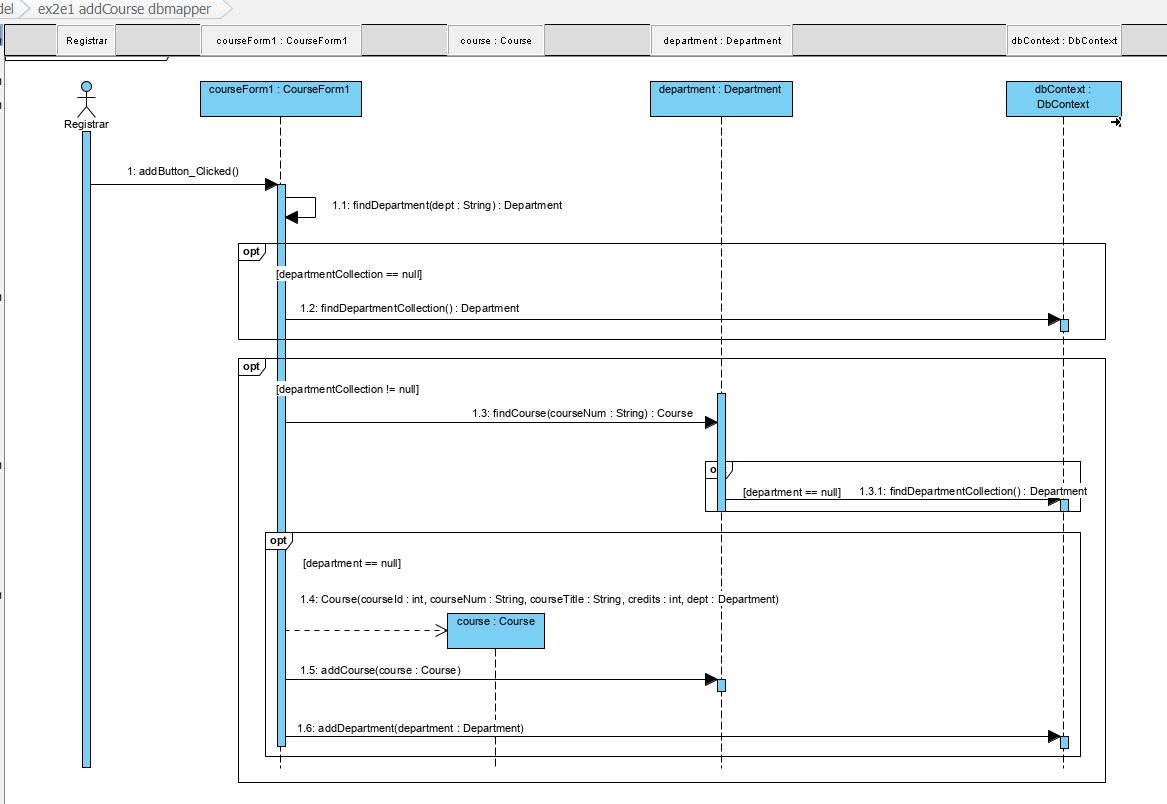 del ex2e1 addCourse dbmapper
Registrar courseForm1 : CourseForm1 course : Course department : Department dbContext : DbContext
courseForm1 : CourseForm1
department : Department
dbContext :
DbContext
Registrar
1: addButton_Clicked()
1.1: findDepartment(dept : String) : Department
opt
[departmentCollection == null]
1.2: findDepartmentCollection() : Department
opt
[departmentCollection != null]
1.3: findCourse(courseNum : String) : Course
[department == null] 1.3.1: findDepartmentCollection() : Department
opt
[department == null]
1.4: Course(courseId : int, courseNum : String, courseTitle : String, credits : int, dept : Department)
course : Course
1.5: addCourse(course : Course)
1.6: addDepartment(department : Department)